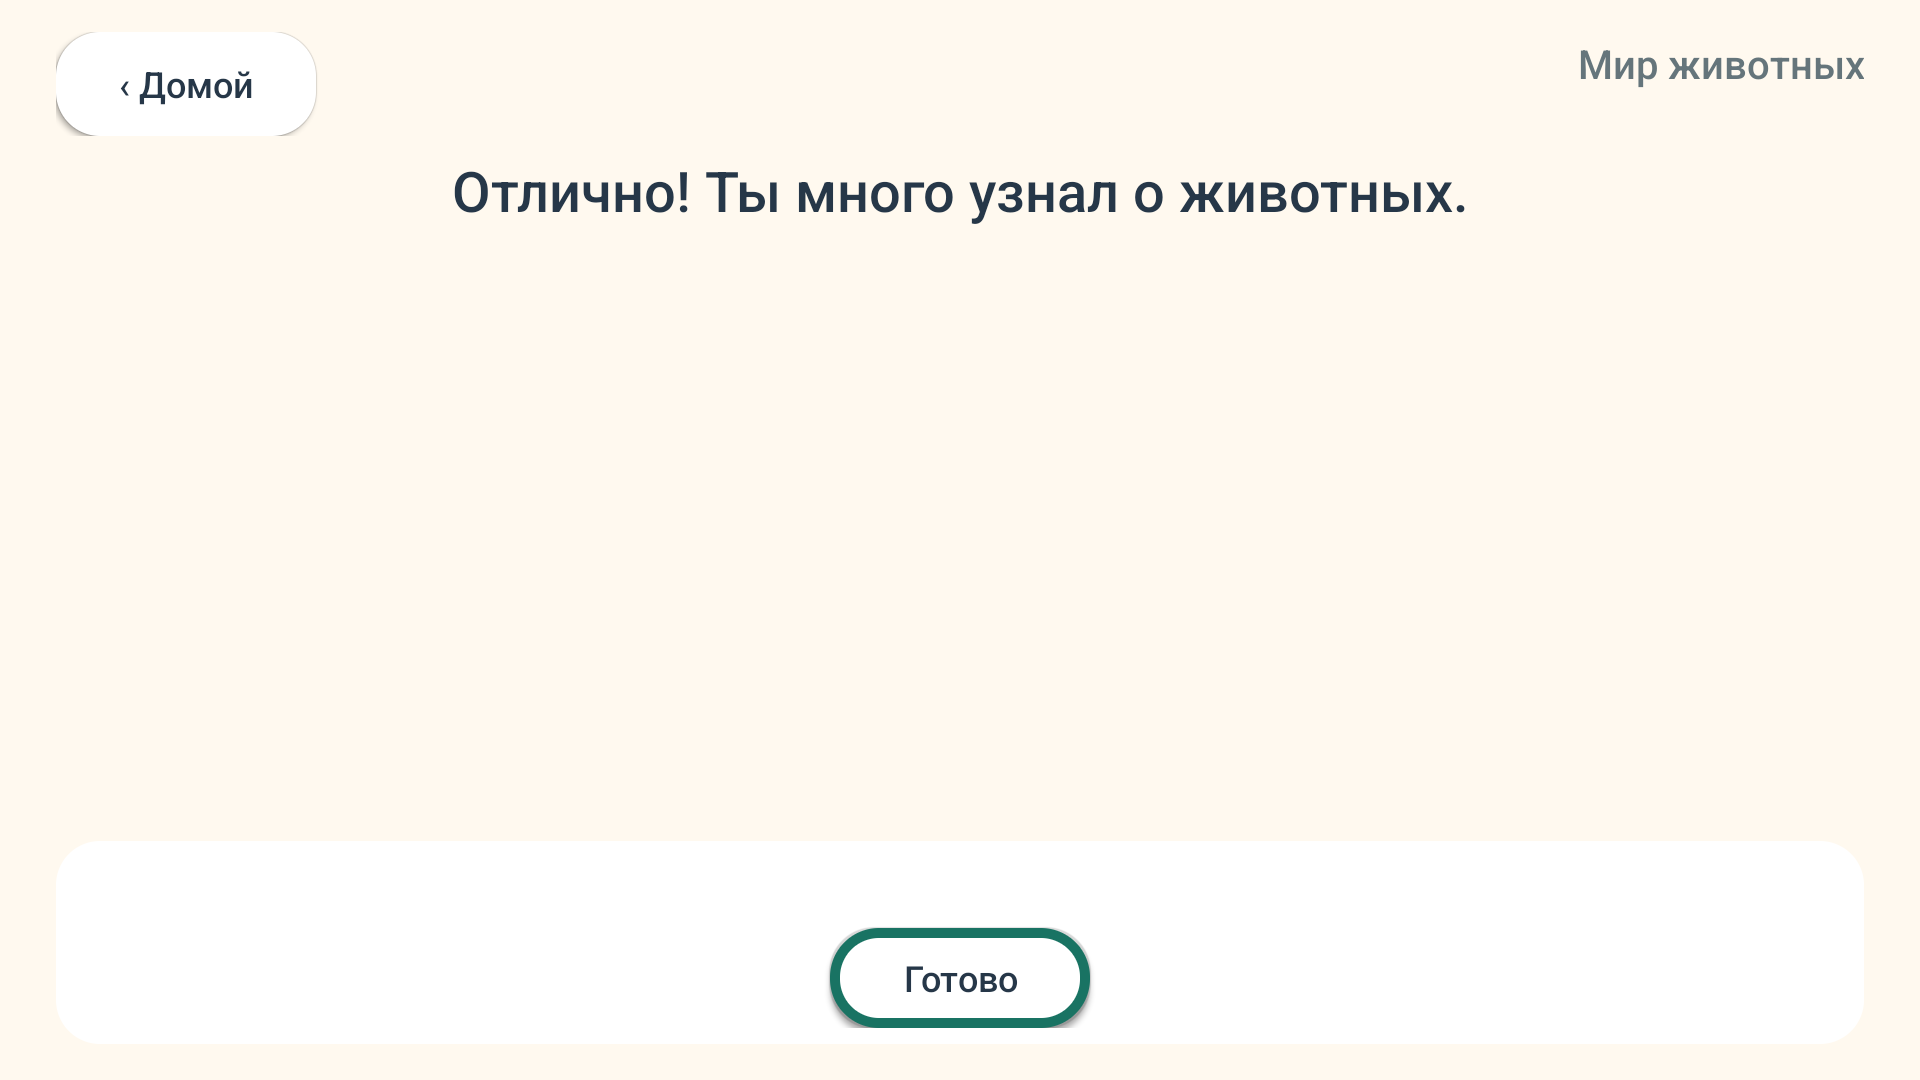 ‹ Домой
Мир животных
Отлично! Ты много узнал о животных.
Готово